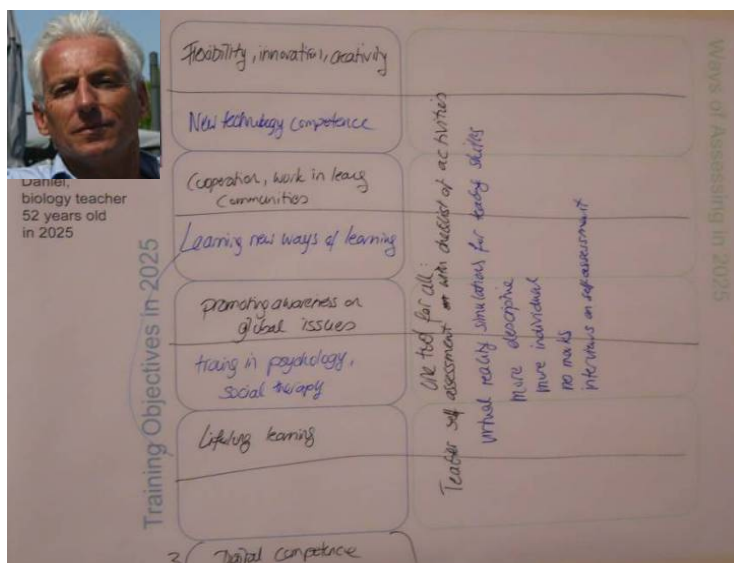 Daniel,
biology teacher
52 years old
in 2025
Training Objectives in 2025
Flexibility, innovation, creativity
New technology competence
Cooperation, work in
Communities
Learning new ways of learning
promoting awareness on
global issues
in psychology,
social therapy
Lifelong learning
Digital competence
Ways of Assessing in 2025
One tool for all:
Teacher self assessment with checklist of activities
virtual reality simulations for skills
more descriptive
more individual
no marks
interviews on self assessment